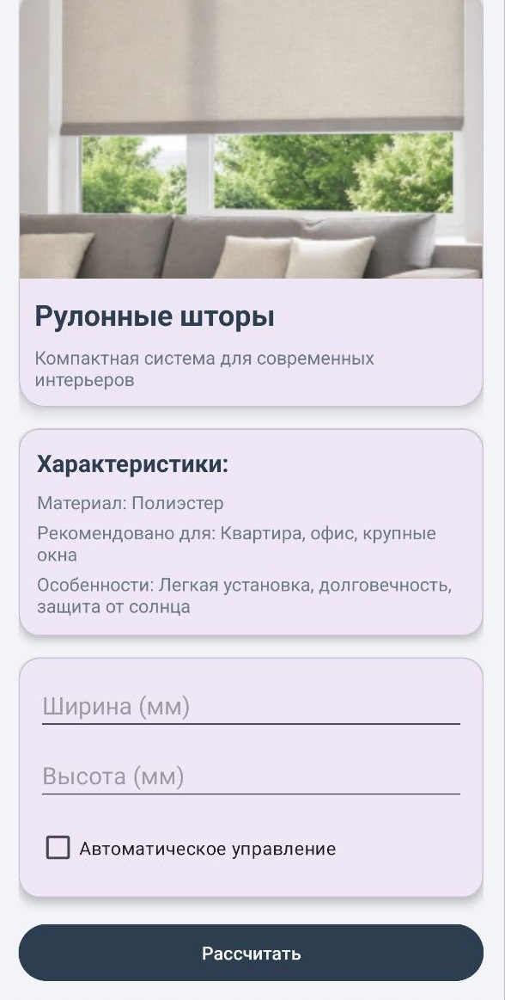 Рулонные шторы
Компактная система для современных
интерьеров
Характеристики:
Материал: Полиэстер
Рекомендовано для: Квартира, офис, крупные
окна
Особенности: Легкая установка, долговечность,
защита от солнца
Ширина (мм)
Высота (мм)
Автоматическое управление
Рассчитать